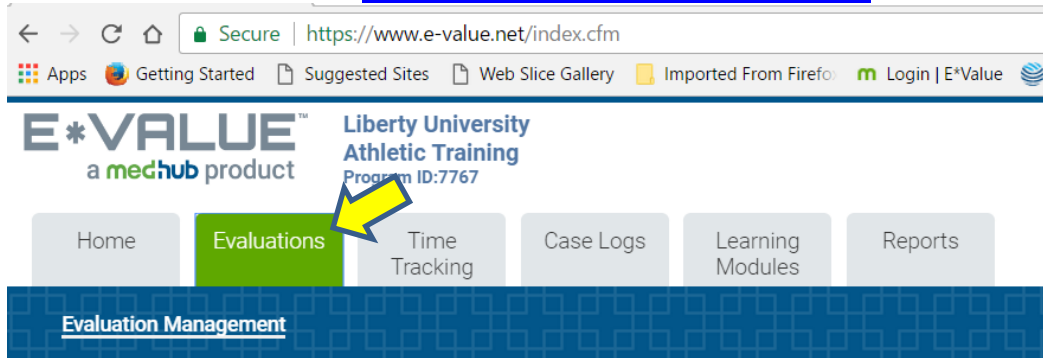 Secure | https://www.e-value.net/index.cfm
Apps Getting Started Suggested Sites Web Slice Gallery Imported From Firefo m Login | E*Value
E*VALUE™ Liberty University
Athletic Training
a medhub product Program ID:7767
Home Evaluations Time Tracking Case Logs Learning Modules Reports
Evaluation Management